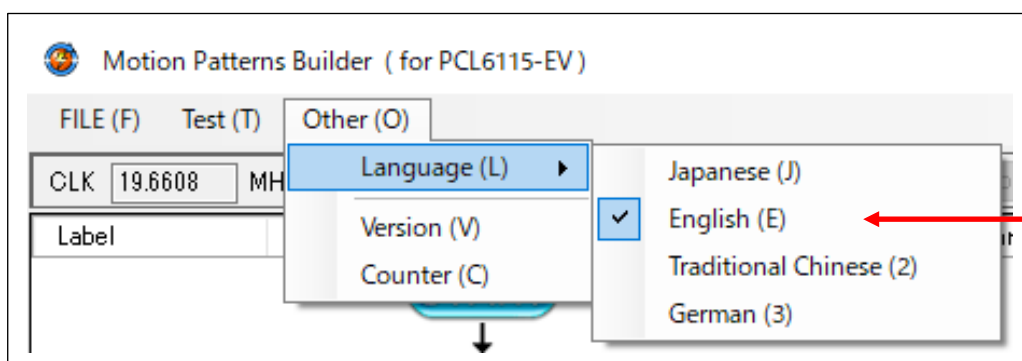 Motion Patterns Builder ( for PCL6115-EV )
FILE (F) Test (T) Other (O)
CLK 19.6608 MH
Label
Language (L)
Version (V)
Counter (C)
Japanese (J)
English (E)
Traditional Chinese (2)
German (3)